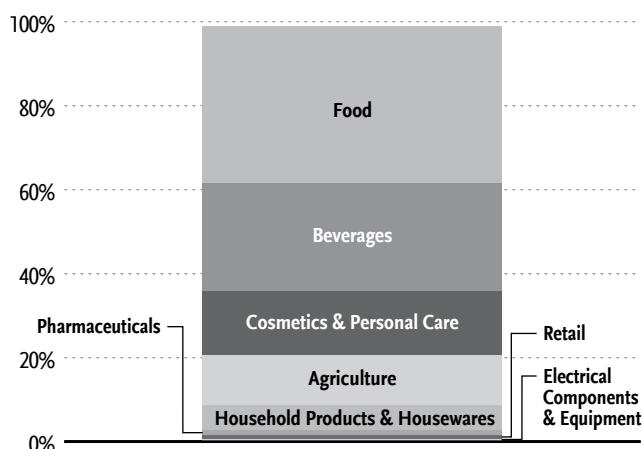 100%
Food
80%
60%
Beverages
40%
Pharmaceuticals
Cosmetics & Personal Care
Retail
20%
Agriculture
Electrical
Components
& Equipment
Household Products & Housewares
0%